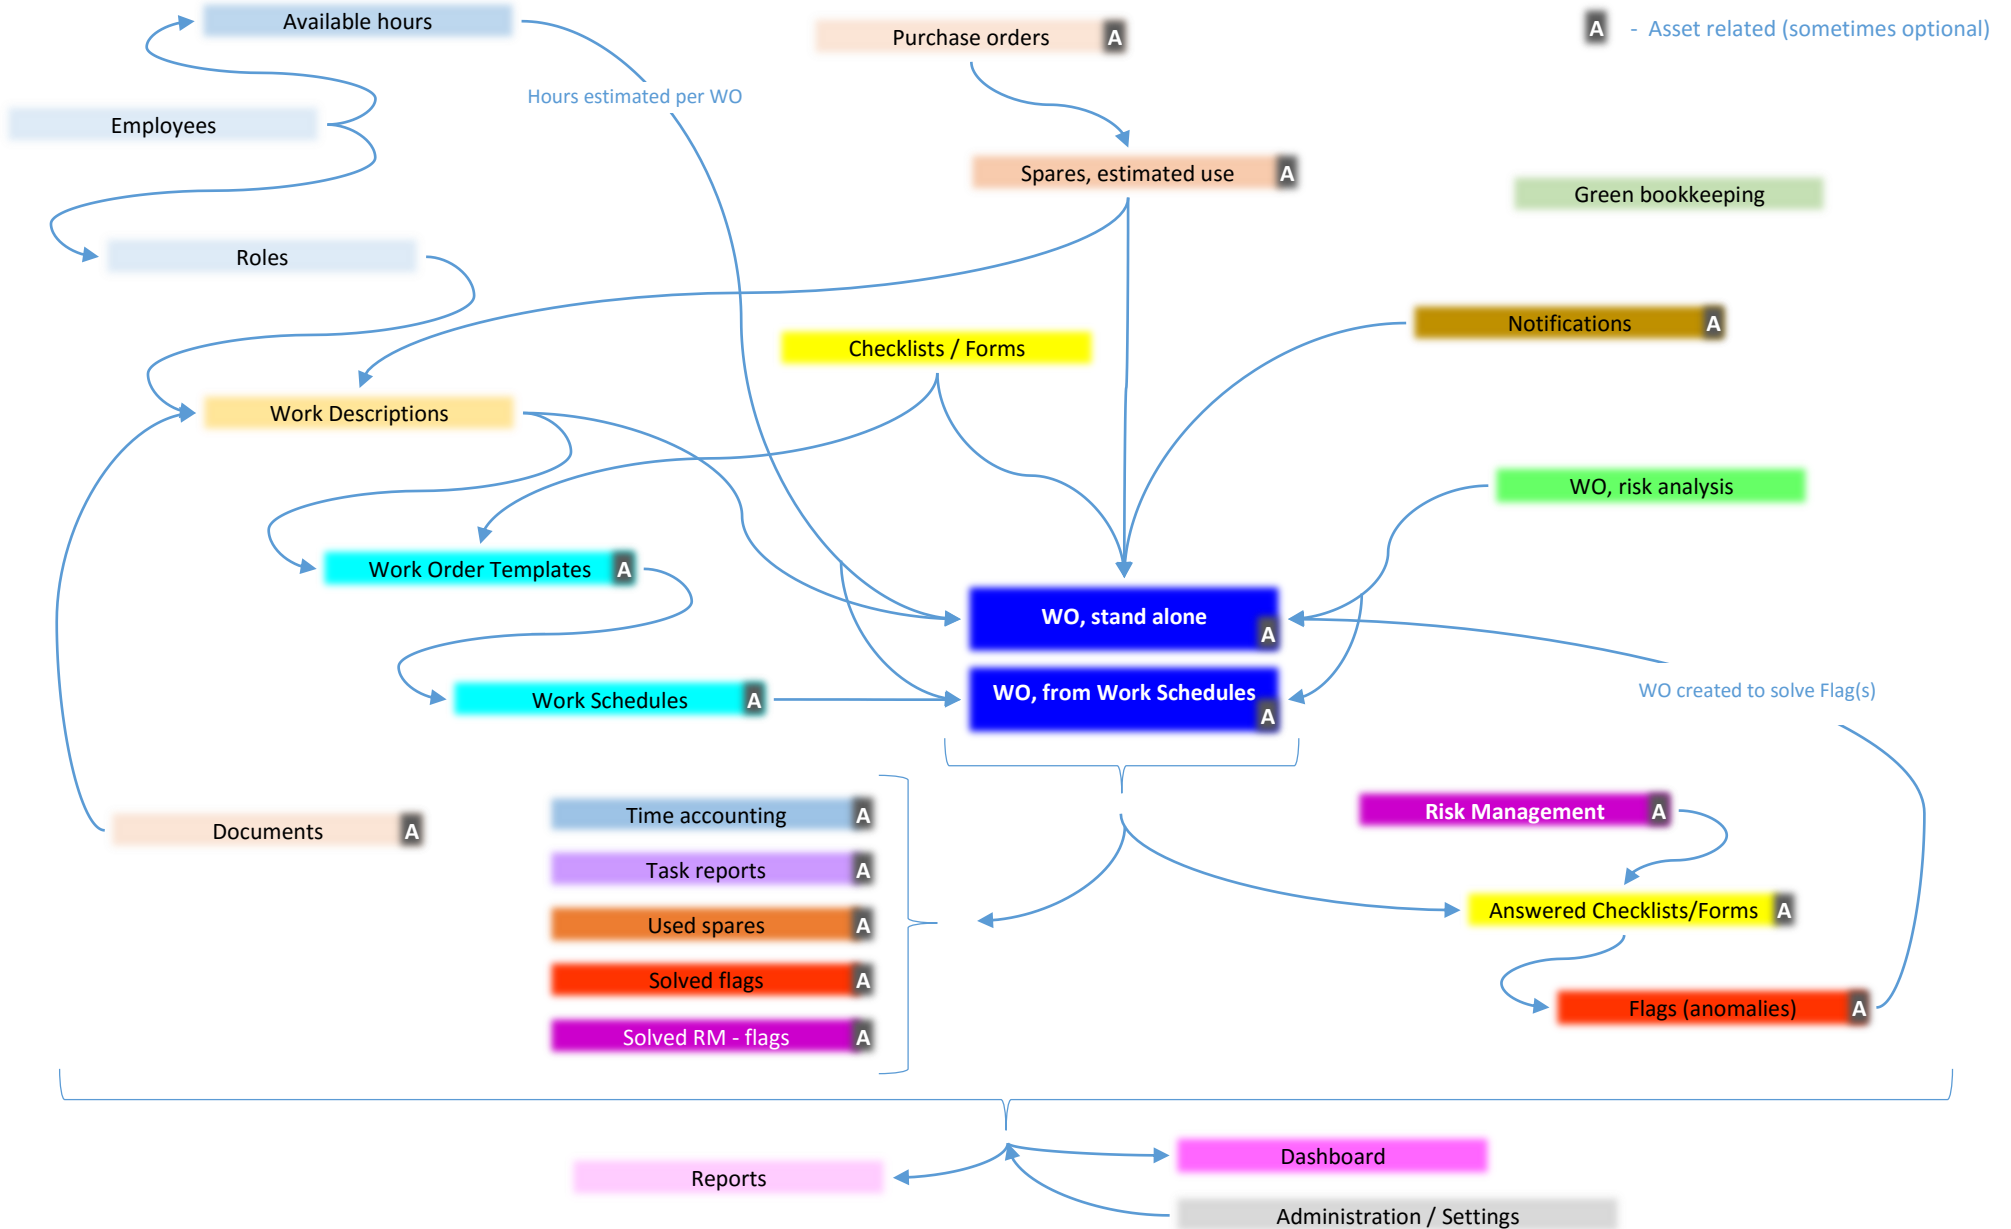 Available hours
Purchase orders A
A - Asset related (sometimes optional)
Hours estimated per WO
Employees
Spares, estimated use A
Green bookkeeping
Roles
Notifications A
Checklists / Forms
Work Descriptions
WO, risk analysis
Work Order Templates A
WO, stand alone
A
Work Schedules A
WO, from Work Schedules
A
WO created to solve Flag(s)
Documents A
Time accounting A
Task reports A
Used spares A
Solved flags A
Solved RM - flags A
Risk Management A
Answered Checklists/Forms A
Flags (anomalies) A
Dashboard
Reports
Administration / Settings